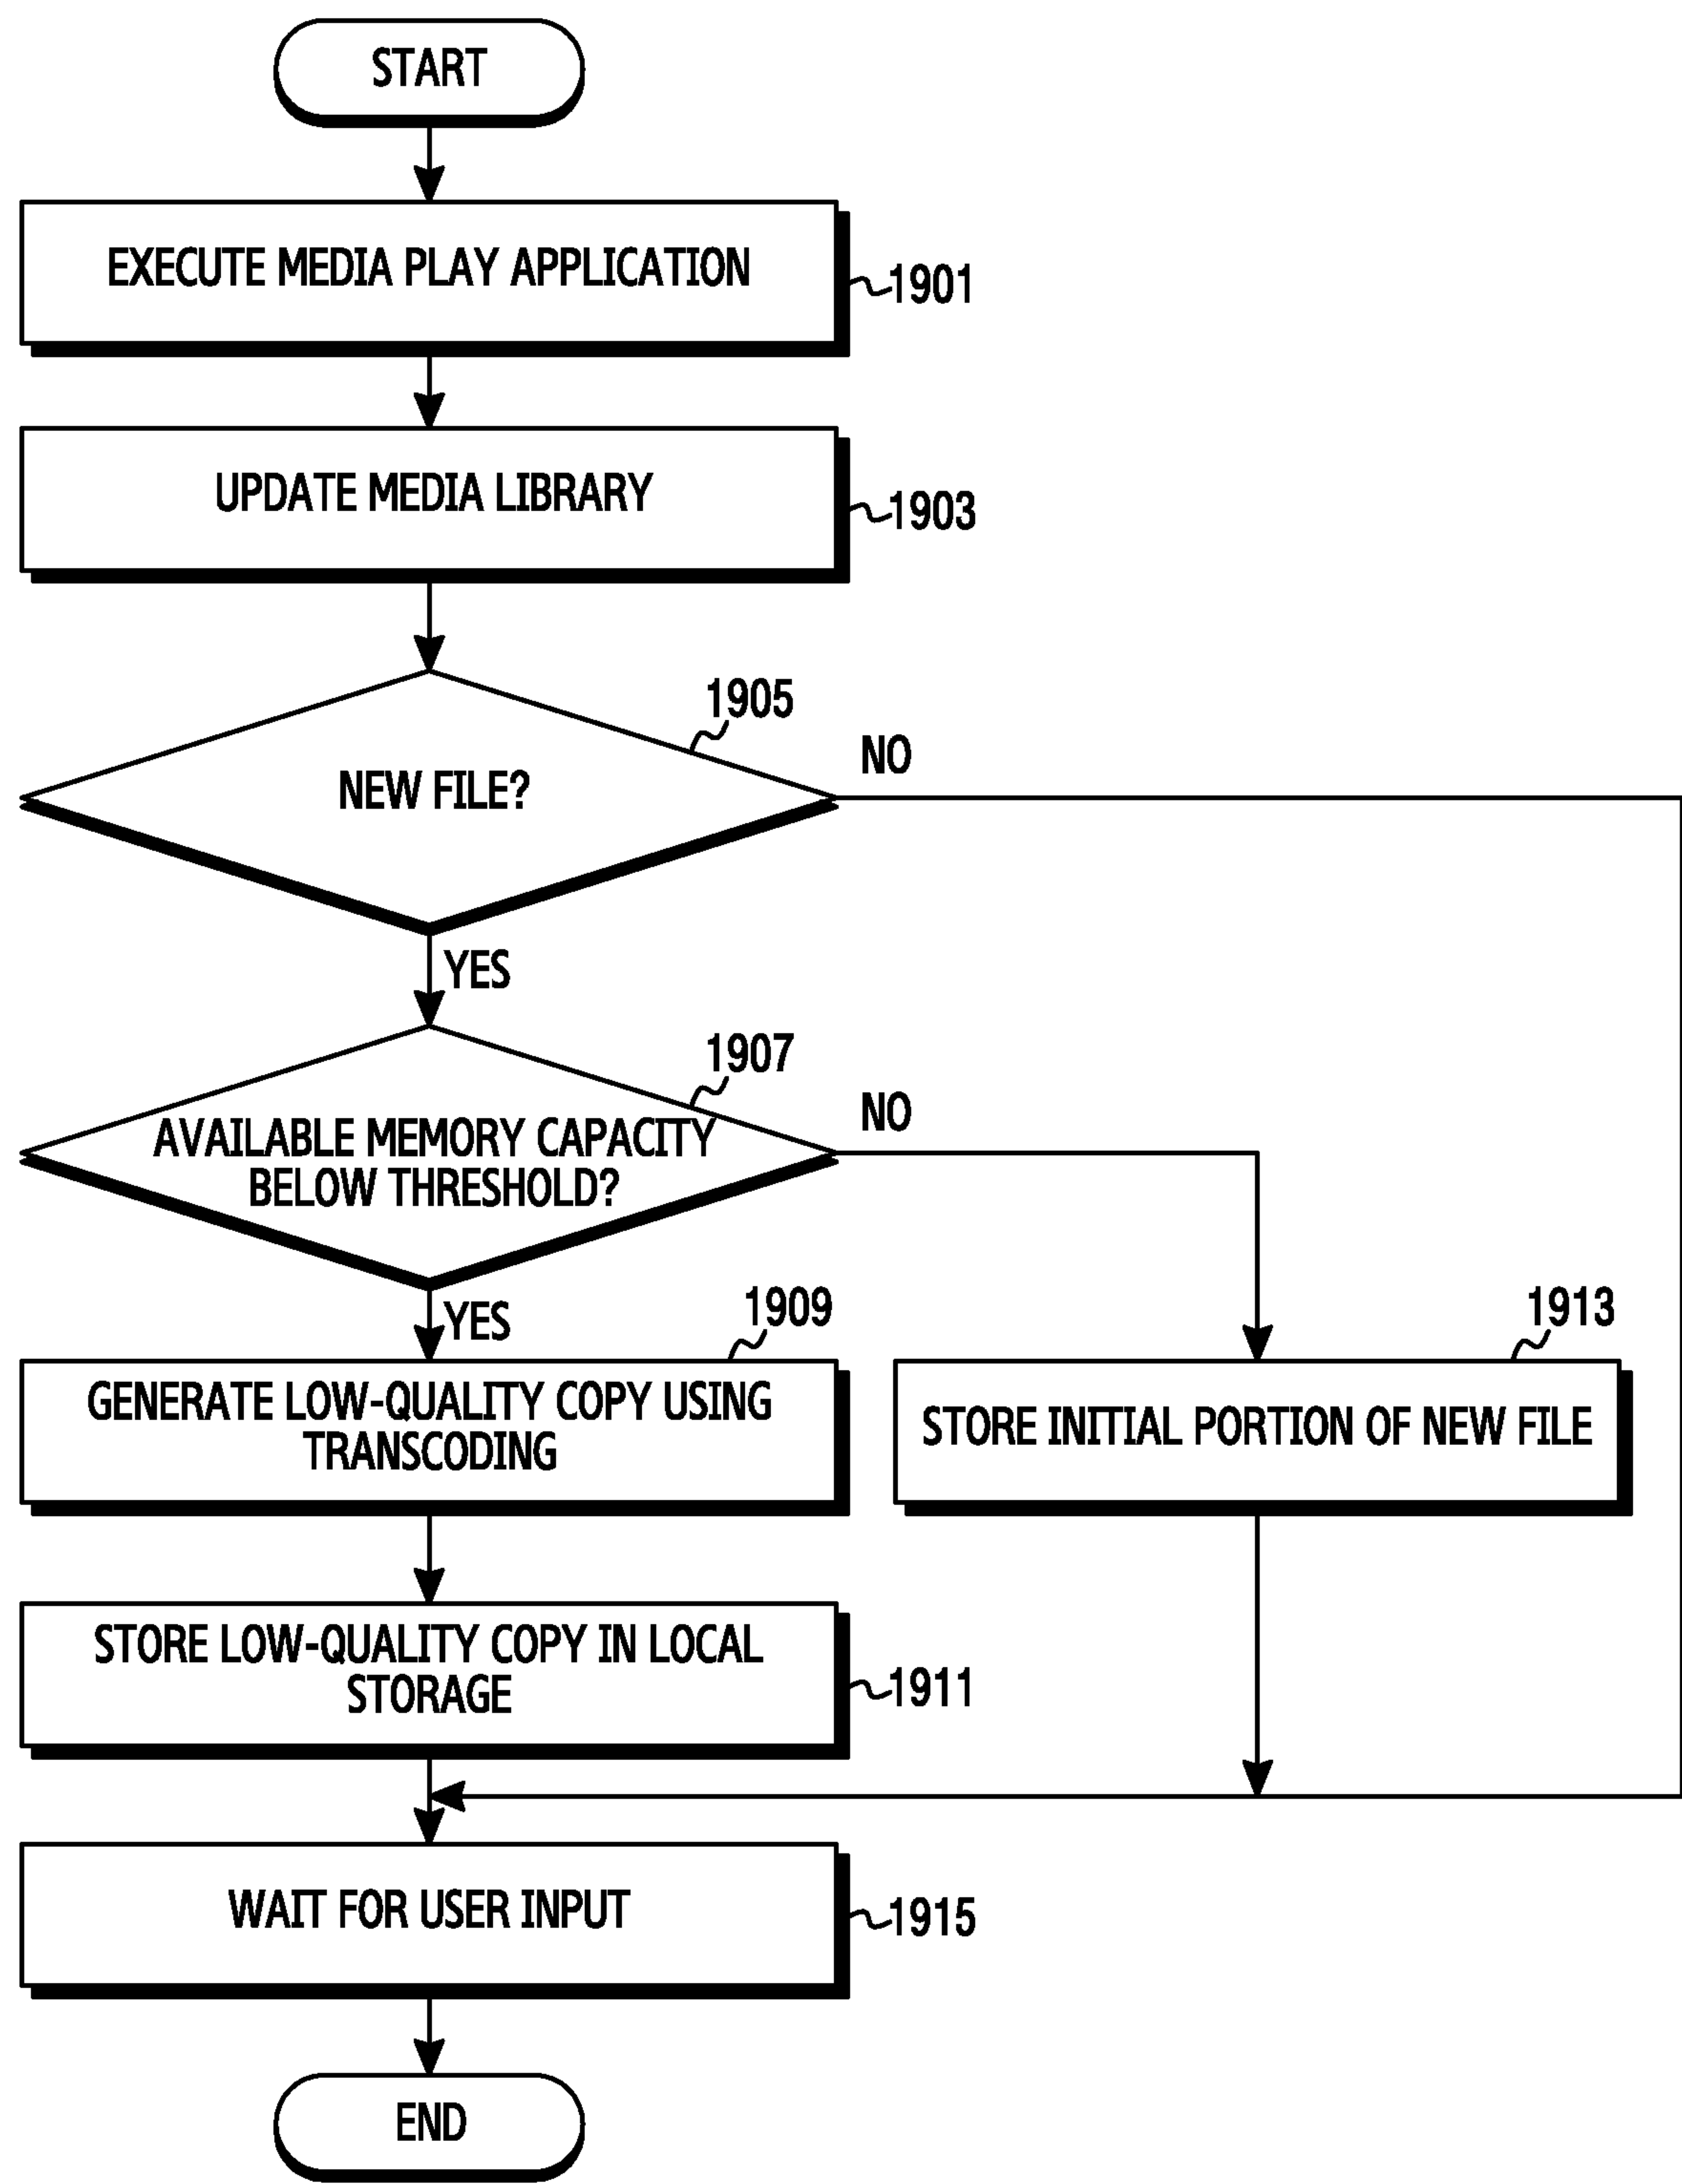 START
EXECUTE MEDIA PLAY APPLICATION
1901
UPDATE MEDIA LIBRARY
1903
1905
NEW FILE?
NO
YES
1907
AVAILABLE MEMORY CAPACITY
BELOW THRESHOLD?
NO
YES
1909
GENERATE LOW-QUALITY COPY USING
TRANSCODING
1913
STORE INITIAL PORTION OF NEW FILE
STORE LOW-QUALITY COPY IN LOCAL
STORAGE
1911
WAIT FOR USER INPUT
1915
END